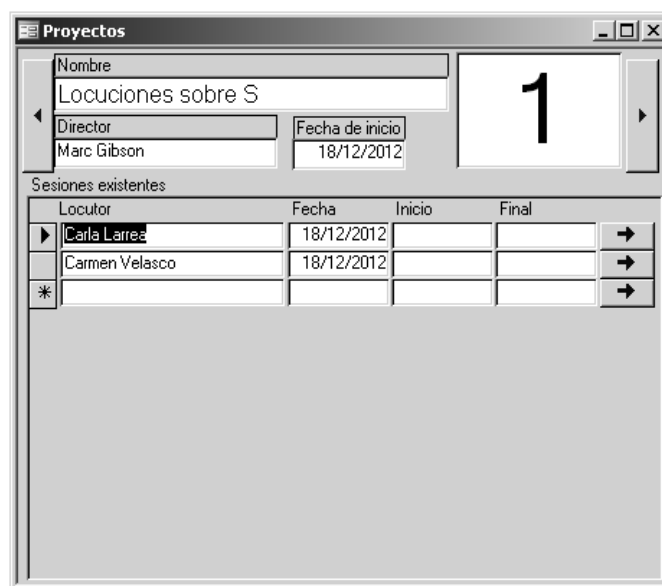 Proyectos
Nombre
Locuciones sobre S
1
Director
Fecha de inicio
Marc Gibson
18/12/2012
Sesiones existentes
Locutor Fecha Inicio Final
Carla Larrea 18/12/2012
Carmen Velasco 18/12/2012